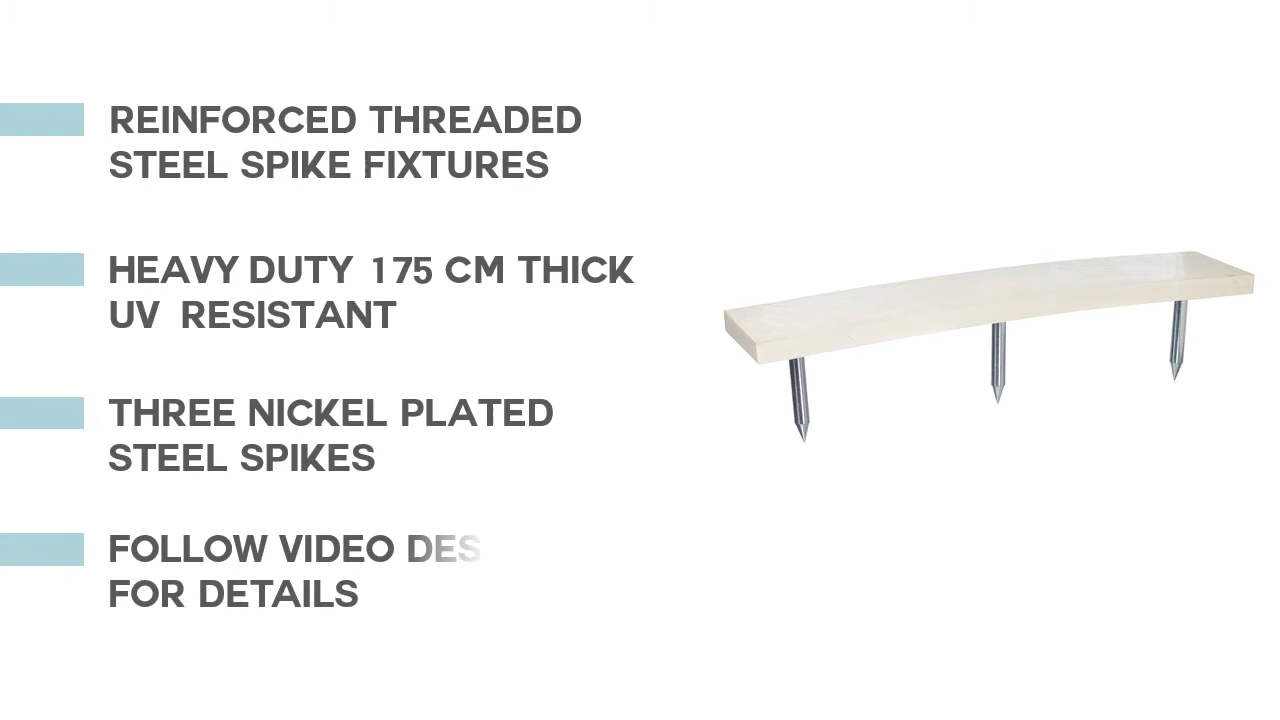 REINFORCED THREADED
STEEL SPIKE FIXTURES
HEAVY DUTY 175 CM THICK
UV RESISTANT
THREE NICKEL PLATED
STEEL SPIKES
FOLLOW VIDEO DES
FOR DETAILS